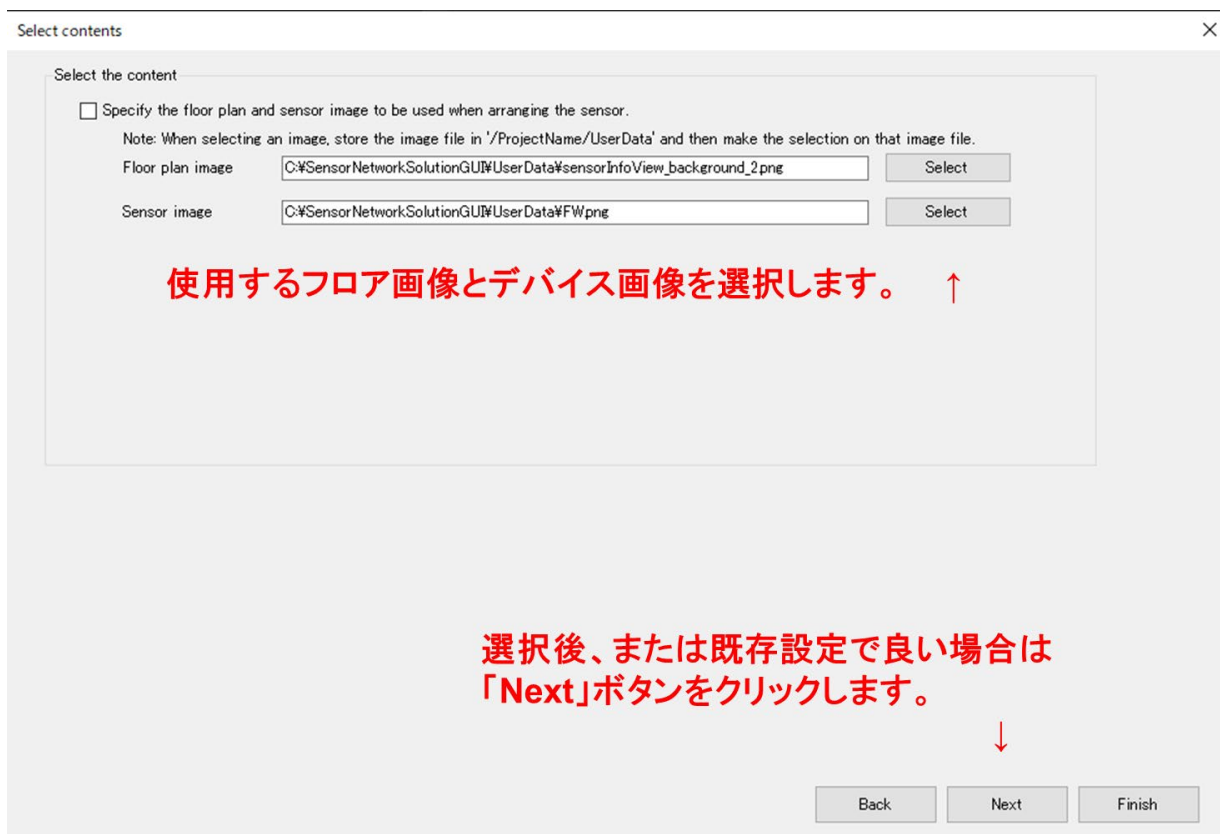 Select contents
Select the content
Specify the floor plan and sensor image to be used when arranging the sensor.
Note: When selecting an image, store the image file in '/ProjectName/UserData' and then make the selection on that image file.
Floor plan image C:¥SensorNetworkSolutionGUI¥UserData¥sensorInfoView_background_2.png Select
Sensor image C:¥SensorNetworkSolutionGUI¥UserData¥FW.png Select
使用するフロア画像とデバイス画像を選択します。 ↑
選択後、または既存設定で良い場合は
「Next」ボタンをクリックします。
↓
Back Next Finish